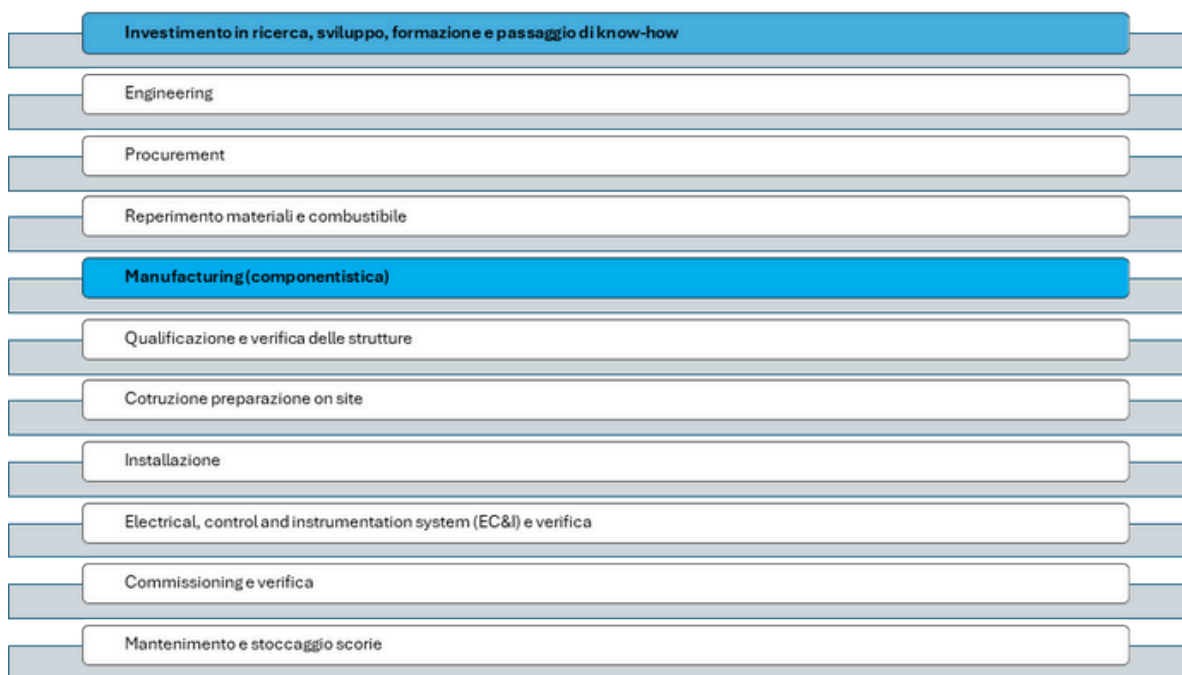 Investimento in ricerca, sviluppo, formazione e passaggio di know-how
Engineering
Procurement
Reperimento materiali e combustibile
Manufacturing (componentistica)
Qualificazione e verifica delle strutture
Cotruzione preparazione on site
Installazione
Electrical, control and instrumentation system (EC&I) e verifica
Commissioning e verifica
Mantenimento e stoccaggio scorie